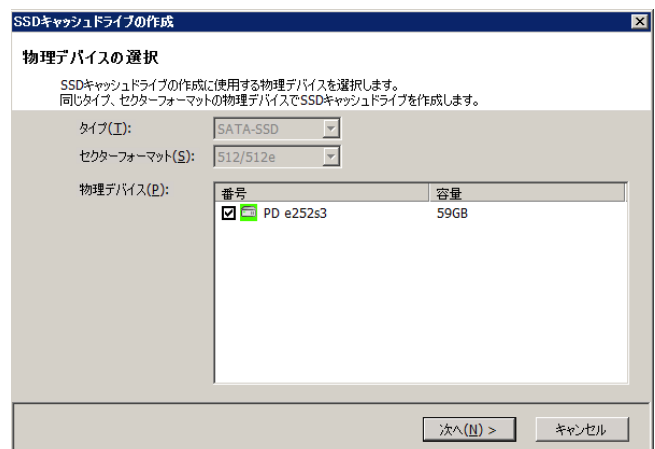 SSDキャッシュドライブの作成
物理デバイスの選択
SSDキャッシュドライブの作成に使用する物理デバイスを選択します。
同じタイプ、セクターフォーマットの物理デバイスでSSDキャッシュドライブを作成します。
タイプ(T): SATA-SSD
セクターフォーマット(S): 512/512e
物理デバイス(P): 番号 容量
PD e252s3 59GB
次へ(N) > キャンセル